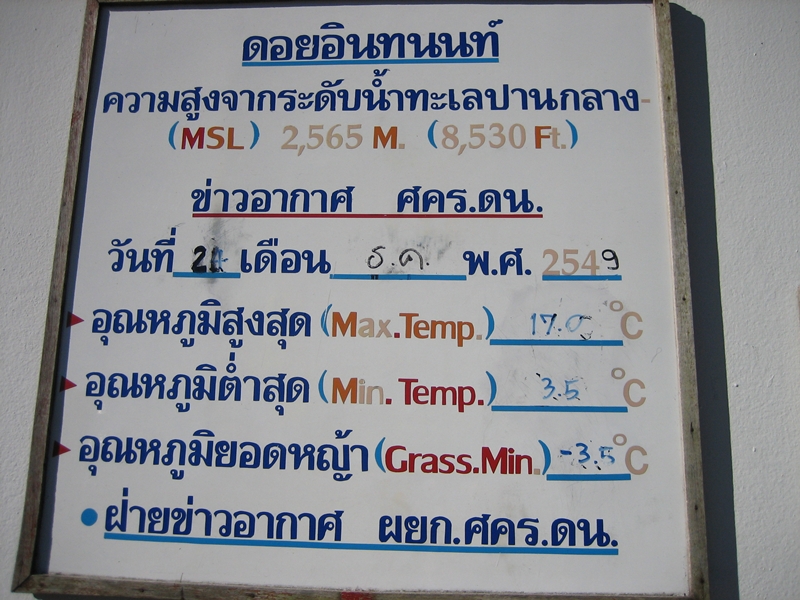 ดอยอินทนนท์
ความสูงจากระดับน้ำทะเลปานกลาง-
(MSL) 2,565 M. (8,530 Ft.)
ข่าวอากาศ ศคร.ดน.
วันที่ เดือน ธ.ค. พ.ศ. 2549
อุณหภูมิสูงสุด (Max.Temp.) 17.0 °C
อุณหภูมิต่ำสุด (Min. Temp.) 3.5 °C
อุณหภูมิยอดหญ้า (Grass.Min.) -3.5 °C
• ฝ่ายข่าวอากาศ ผยก.ศคร.ดน.